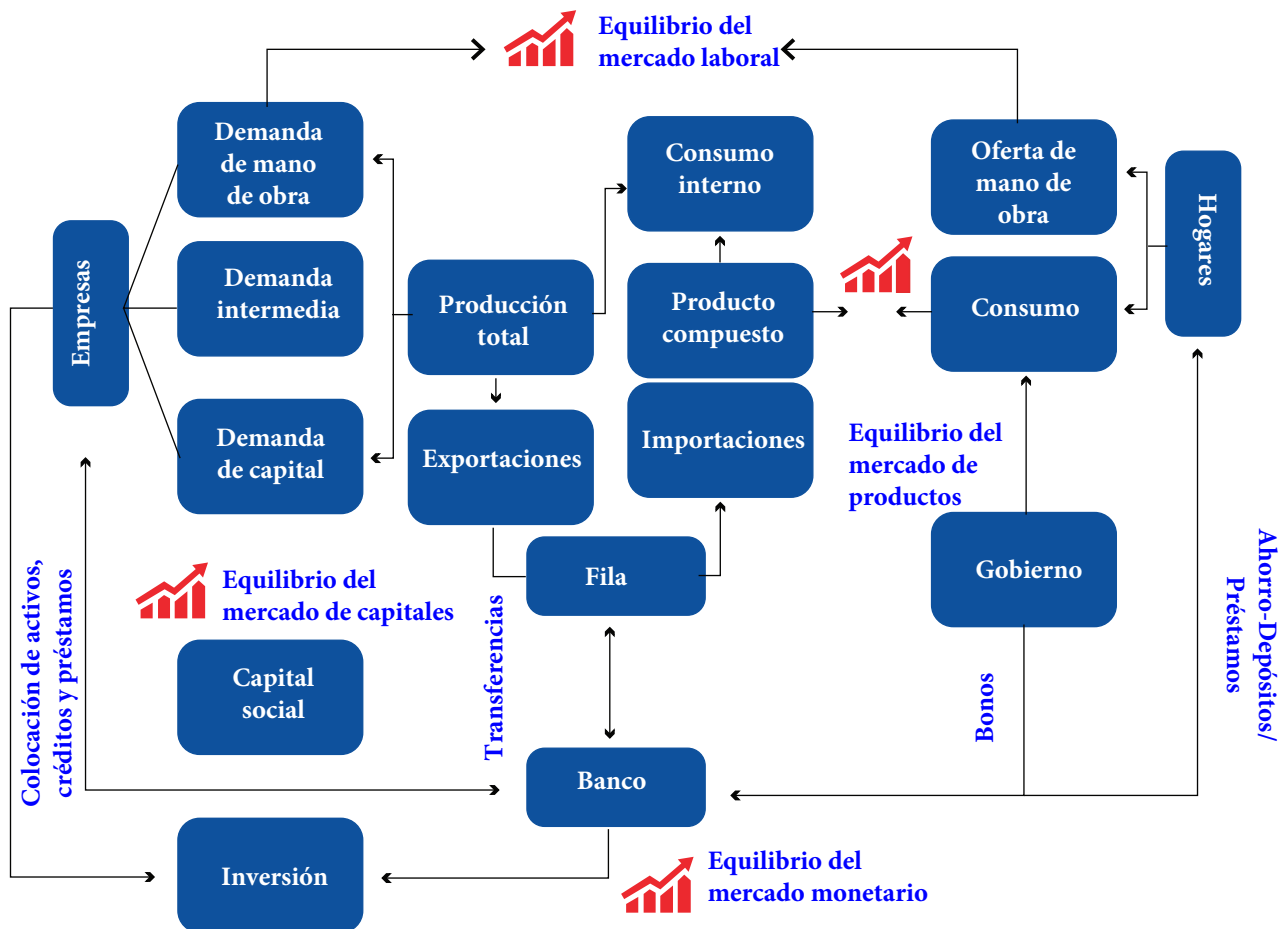 Equilibrio del
mercado laboral
Demanda
de mano
de obra
Consumo
interno
Oferta de
mano de
obra
Hogares
Empresas
Demanda
intermedia
Producción
total
Producto
compuesto
Consumo
Demanda
de capital
Exportaciones
Importaciones
Equilibrio del
mercado de
productos
Fila
Gobierno
Equilibrio del
mercado de capitales
Colocación de activos,
créditos y préstamos
Transferencias
Bonos
Ahorro-Depósitos/
Préstamos
Capital
social
Banco
Inversión
Equilibrio del
mercado monetario